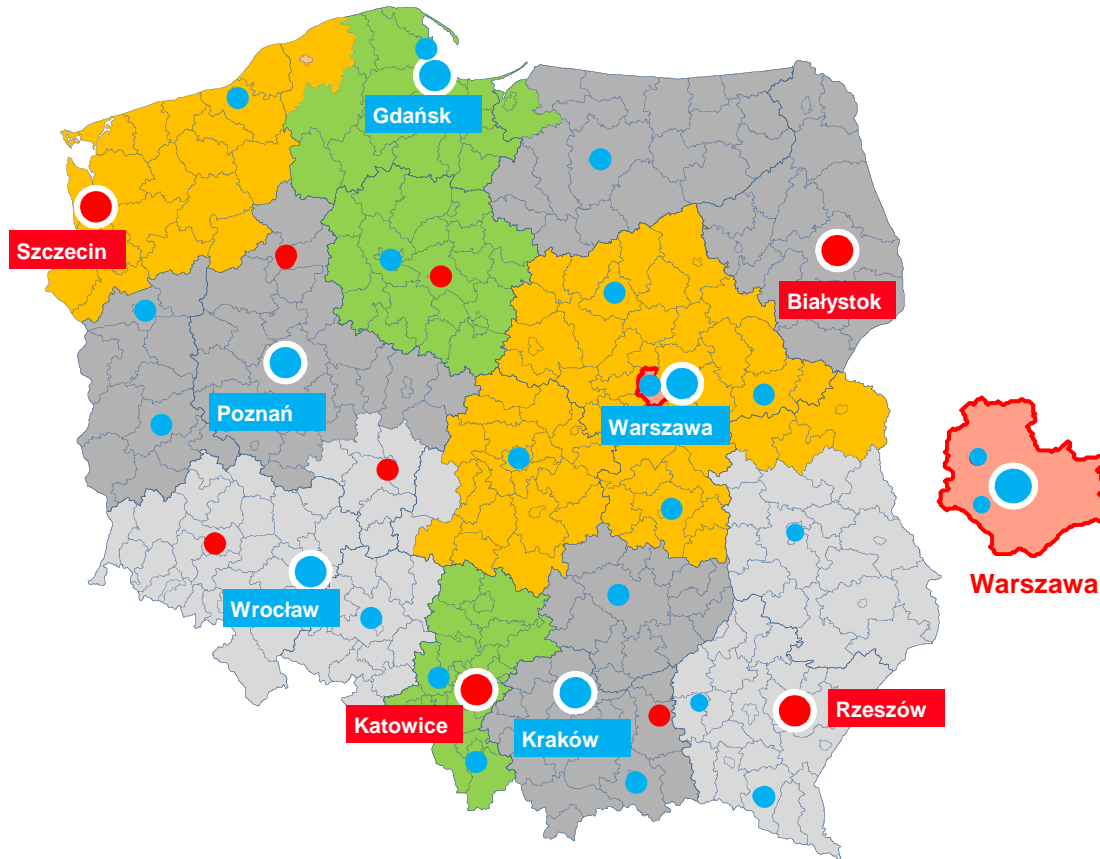 Gdańsk
Szczecin
Białystok
Poznań
Warszawa
Warszawa
Wrocław
Katowice
Kraków
Rzeszów